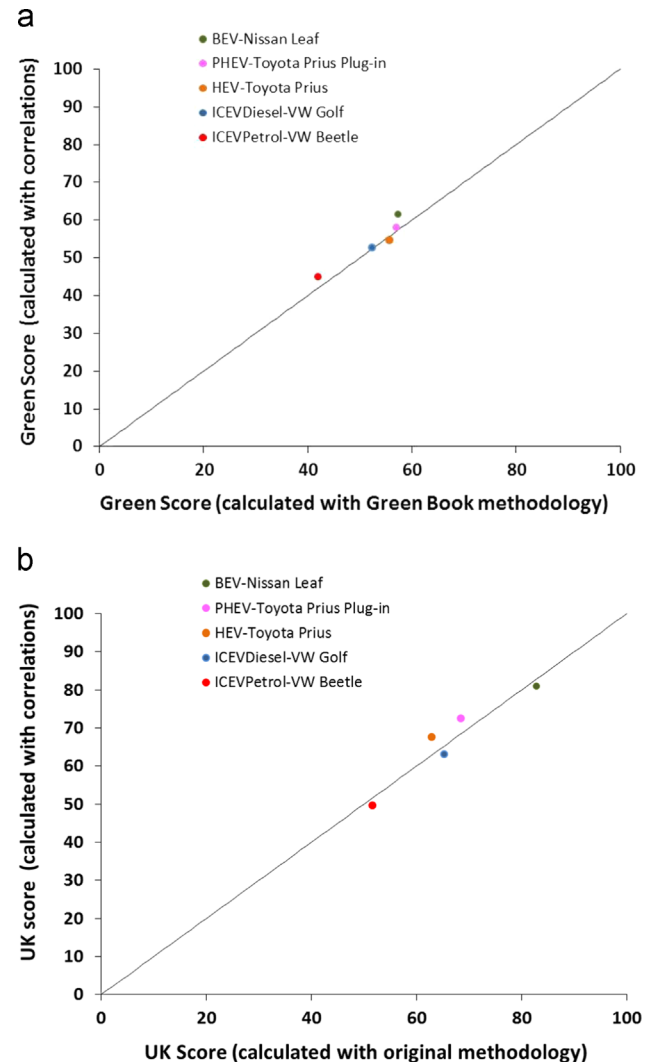 a
BEV-Nissan Leaf
PHEV-Toyota Prius Plug-in
HEV-Toyota Prius
ICEVDiesel-VW Golf
ICEVPetrol-VW Beetle
Green Score (calculated with correlations)
100
90
80
70
60
50
40
30
20
10
0
0 20 40 60 80 100
Green Score (calculated with Green Book methodology)
b
BEV-Nissan Leaf
PHEV-Toyota Prius Plug-in
HEV-Toyota Prius
ICEVDiesel-VW Golf
ICEVPetrol-VW Beetle
UK score (calculated with correlations)
100
90
80
70
60
50
40
30
20
10
0
0 20 40 60 80 100
UK Score (calculated with original methodology)